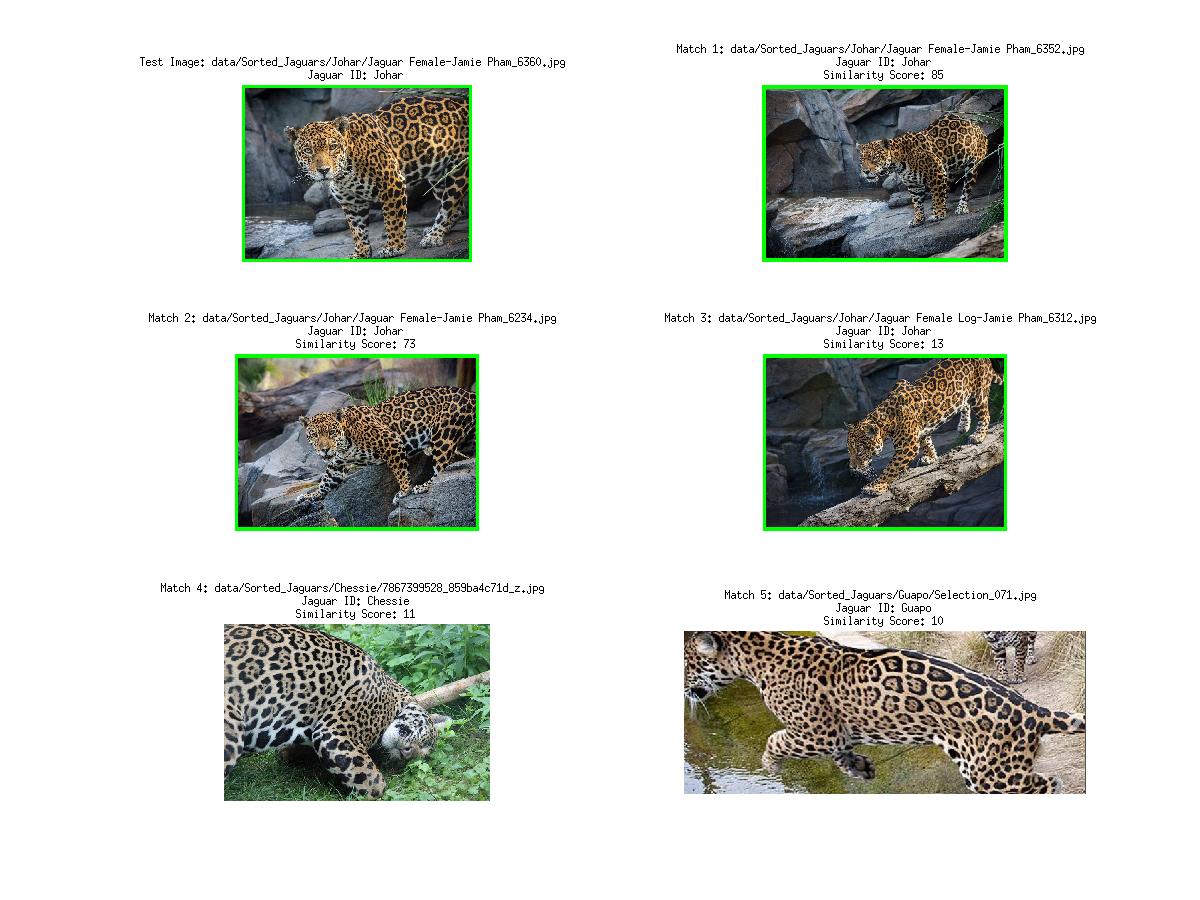 Test Image: data/Sorted_Jaguars/Johar/Jaguar Female-Jamie Pham_6360.jpg
Jaguar ID: Johar
Match 1: data/Sorted_Jaguars/Johar/Jaguar Female-Jamie Pham_6352.jpg
Jaguar ID: Johar
Similarity Score: 85
Match 2: data/Sorted_Jaguars/Johar/Jaguar Female-Jamie Pham_6234.jpg
Jaguar ID: Johar
Similarity Score: 73
Match 3: data/Sorted_Jaguars/Johar/Jaguar Female Log-Jamie Pham_6312.jpg
Jaguar ID: Johar
Similarity Score: 13
Match 4: data/Sorted_Jaguars/Chessie/7867399528_859ba4c71d_z.jpg
Jaguar ID: Chessie
Similarity Score: 11
Match 5: data/Sorted_Jaguars/Guapo/Selection_071.jpg
Jaguar ID: Guapo
Similarity Score: 10